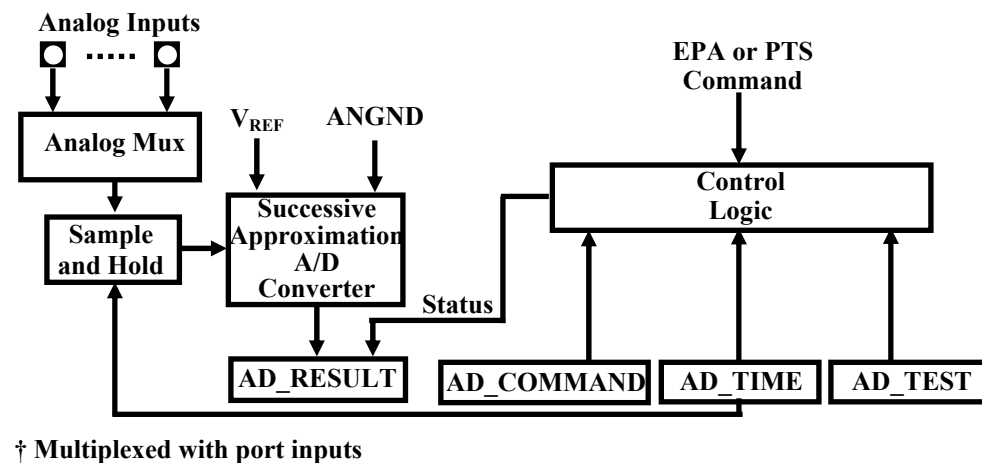 Analog Inputs
EPA or PTS
Command
V_REF
ANGND
Analog Mux
Control
Logic
Successive
Approximation
A/D
Converter
Sample
and Hold
Status
AD_RESULT
AD_COMMAND
AD_TIME
AD_TEST
† Multiplexed with port inputs